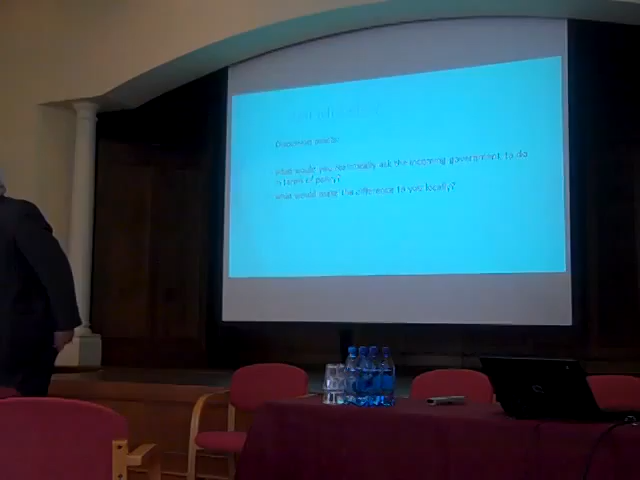 Discussion points:
What would you realistically ask the incoming government to do
in terms of policy?
What would make the difference to you locally?